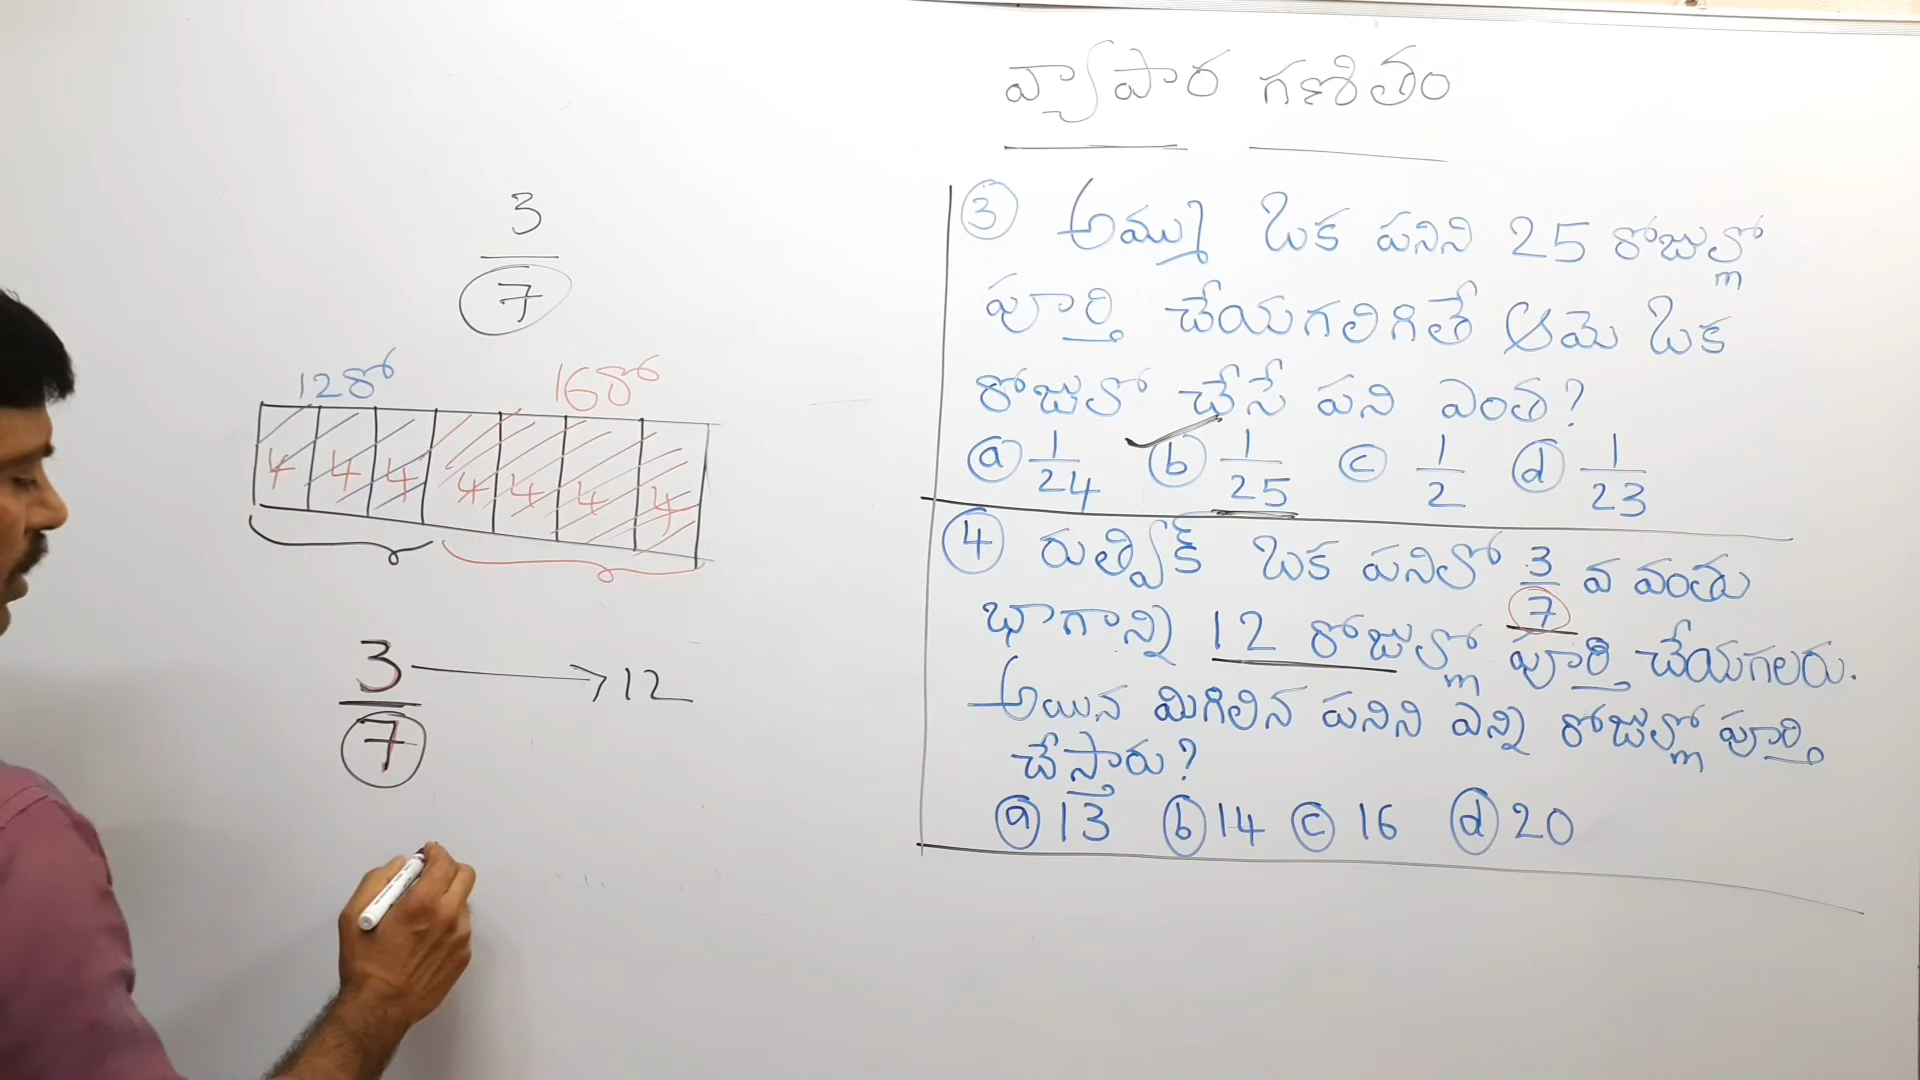 వ్యాపార గణితం
3
7
12రో 16రో
4 4 4 4 4 4 4
3 → 12
7
③ అమ్ము ఒక పనిని 25 రోజుల్లో
పూర్తి చేయగలిగితే ఆమె ఒక
రోజులో చేసే పని ఎంత?
ⓐ 1/24 ⓑ 1/25 ⓒ 1/2 ⓓ 1/23
④ రుత్విక్ ఒక పనిలో 3/7 వ వంతు
భాగాన్ని 12 రోజుల్లో పూర్తి చేయగలరు.
అయిన మిగిలిన పనిని ఎన్ని రోజుల్లో పూర్తి
చేస్తారు?
ⓐ 13 ⓑ 14 ⓒ 16 ⓓ 20